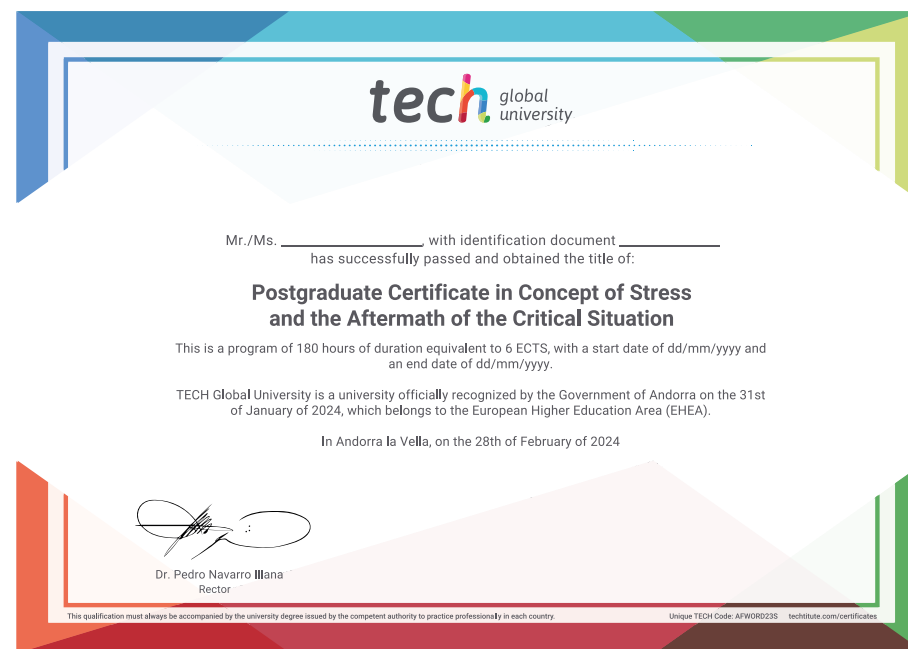 tech global
university
Mr./Ms. ____________, with identification document ____________
has successfully passed and obtained the title of:
Postgraduate Certificate in Concept of Stress
and the Aftermath of the Critical Situation
This is a program of 180 hours of duration equivalent to 6 ECTS, with a start date of dd/mm/yyyy and
an end date of dd/mm/yyyy.
TECH Global University is a university officially recognized by the Government of Andorra on the 31st
of January of 2024, which belongs to the European Higher Education Area (EHEA).
In Andorra la Vella, on the 28th of February of 2024
Dr. Pedro Navarro Illana
Rector
This qualification must always be accompanied by the university degree issued by the competent authority to practice professionally in each country.
Unique TECH Code: AFWORD23S techtitute.com/certificates